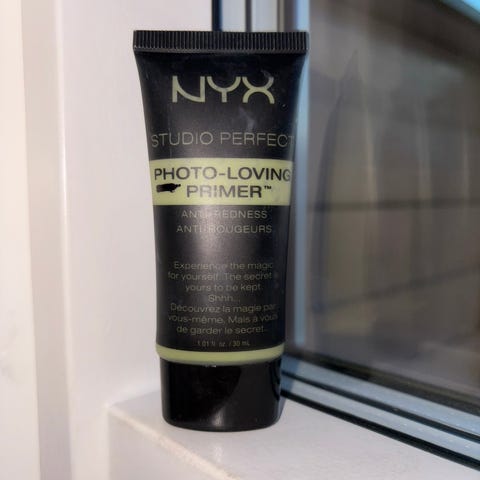 NYX
STUDIO PERFECT
PHOTO-LOVING
PRIMER™
ANTI-REDNESS
ANTI-ROUGEURS
Experience the magic
for yourself. The secret is
yours to be kept.
Shhh...
Découvrez la magie par
vous-même. Mais à vous
de garder le secret...
1.01 fl. oz. / 30 mL